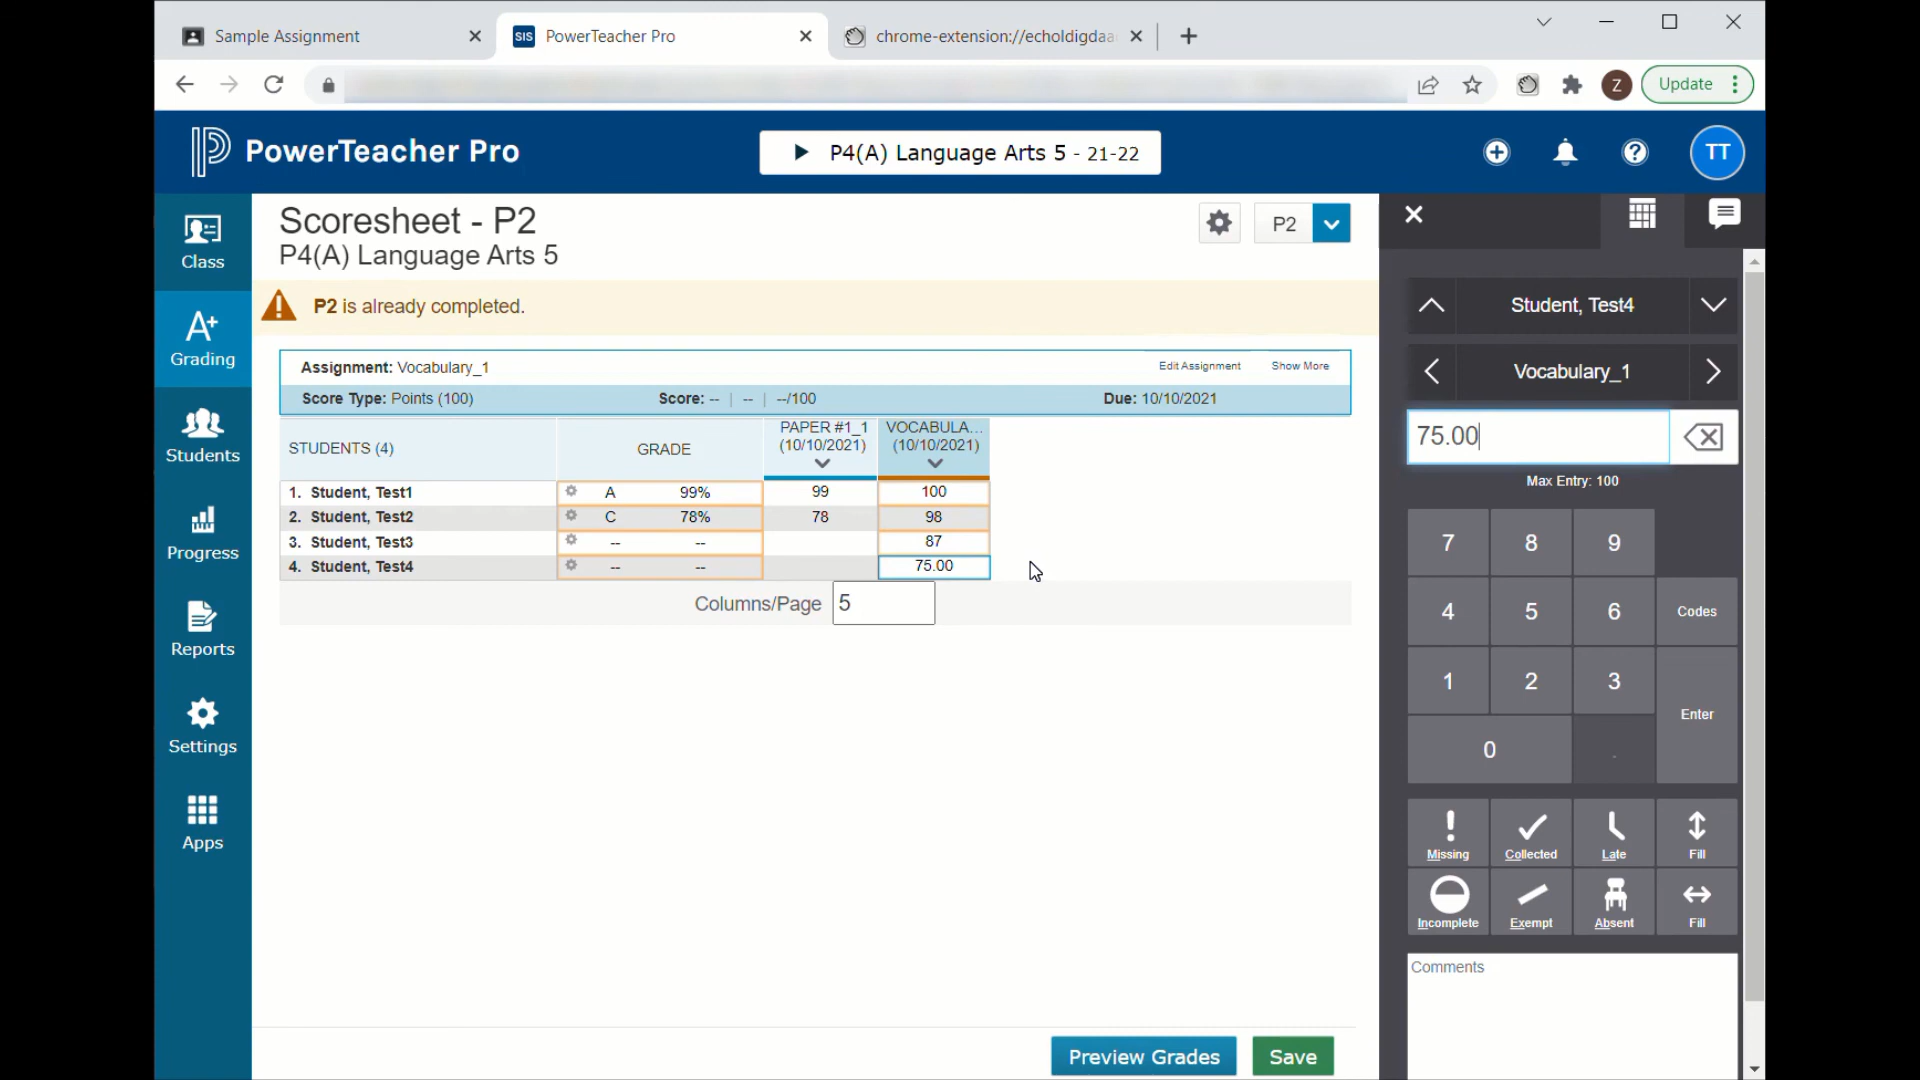 Sample Assignment
SIS PowerTeacher Pro
chrome-extension://echoldigdaa
Z
Update
PowerTeacher Pro
P4(A) Language Arts 5 - 21-22
TT
Class
Grading
Students
Progress
Reports
Settings
Apps
Scoresheet - P2
P4(A) Language Arts 5
P2
P2 is already completed.
Assignment: Vocabulary_1
Edit Assignment
Show More
Score Type: Points (100)
Score: -- | -- | --/100
Due: 10/10/2021
STUDENTS (4)
GRADE
PAPER #1_1
(10/10/2021)
VOCABULA...
(10/10/2021)
1. Student, Test1 A 99% 99 100
2. Student, Test2 C 78% 78 98
3. Student, Test3 -- -- 87
4. Student, Test4 -- -- 75.00
Columns/Page 5
Preview Grades
Save
Student, Test4
Vocabulary_1
75.00
Max Entry: 100
7 8 9
4 5 6 Codes
1 2 3
Enter
0 .
Missing Collected Late Fill
Incomplete Exempt Absent Fill
Comments